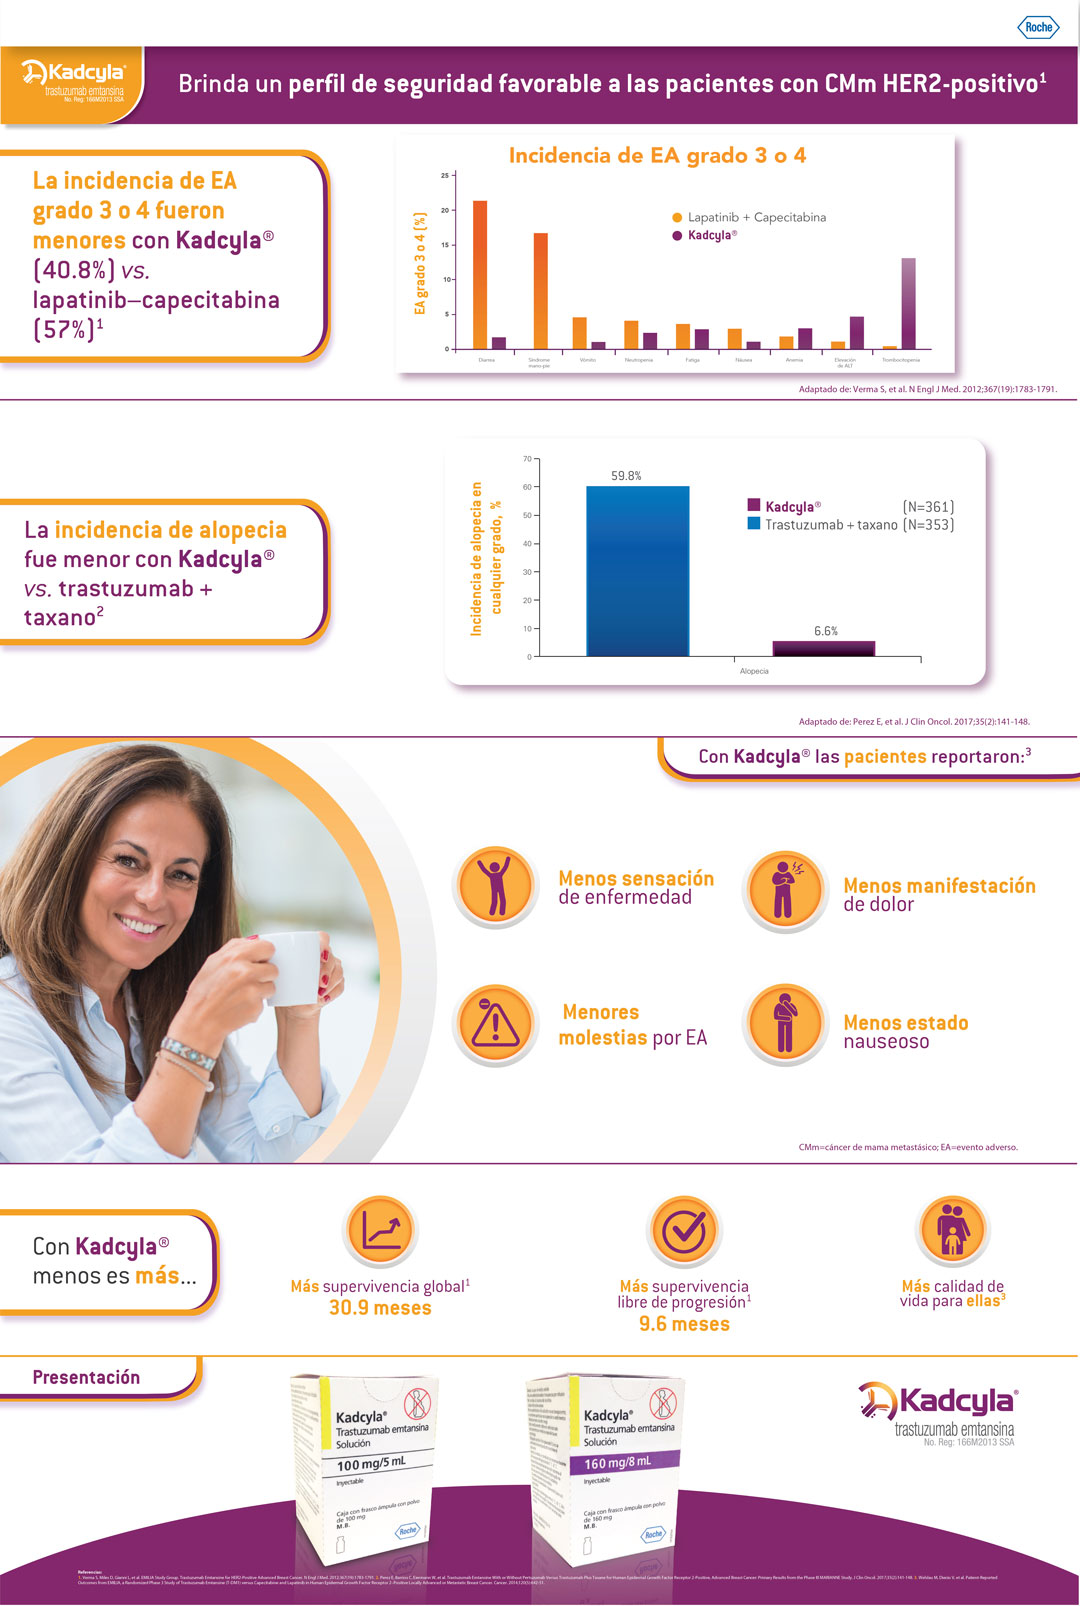 Roche
Kadcyla®
trastuzumab emtansina
No. Reg: 166M2013 SSA
Brinda un perfil de seguridad favorable a las pacientes con CMm HER2-positivo1
La incidencia de EA
grado 3 o 4 fueron
menores con Kadcyla®
(40.8%) vs.
lapatinib–capecitabina
(57%)1
Incidencia de EA grado 3 o 4
EA grado 3 o 4 (%)
25
20
15
10
5
0
Lapatinib + Capecitabina
Kadcyla®
Diarrea
Síndrome
mano-pie
Vómito
Neutropenia
Fatiga
Náusea
Anemia
Elevación
de ALT
Trombocitopenia
Adaptado de: Verma S, et al. N Engl J Med. 2012;367(19):1783-1791.
La incidencia de alopecia
fue menor con Kadcyla®
vs. trastuzumab +
taxano2
Incidencia de alopecia en
cualquier grado, %
70
60
50
40
30
20
10
0
59.8%
6.6%
Kadcyla® (N=361)
Trastuzumab + taxano (N=353)
Alopecia
Adaptado de: Perez E, et al. J Clin Oncol. 2017;35(2):141-148.
Con Kadcyla® las pacientes reportaron:3
Menos sensación
de enfermedad
Menos manifestación
de dolor
Menores
molestias por EA
Menos estado
nauseoso
CMm=cáncer de mama metastásico; EA=evento adverso.
Con Kadcyla®
menos es más...
Más supervivencia global1
30.9 meses
Más supervivencia
libre de progresión1
9.6 meses
Más calidad de
vida para ellas3
Presentación
Kadcyla®
Trastuzumab emtansina
Solución
100 mg/5 mL
Inyectable
Caja con frasco ámpula con polvo
de 100 mg
M.B.
Roche
Kadcyla®
Trastuzumab emtansina
Solución
160 mg/8 mL
Inyectable
Caja con frasco ámpula con polvo
de 160 mg
M.B.
Roche
Kadcyla®
trastuzumab emtansina
No. Reg: 166M2013 SSA
Referencias: